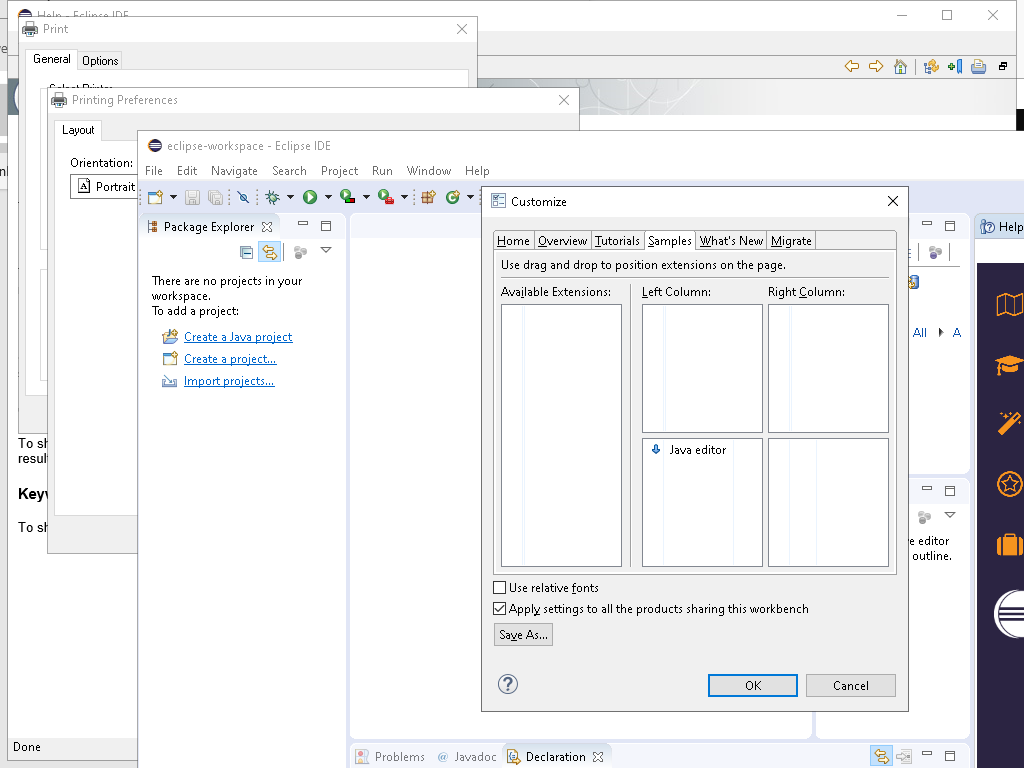 Help - Eclipse IDE
Print
General
Options
Printing Preferences
Layout
Orientation:
Portrait
To sh
result
Keyw
To sh
Done
eclipse-workspace - Eclipse IDE
File Edit Navigate Search Project Run Window Help
Package Explorer
There are no projects in your
workspace.
To add a project:
Create a Java project
Create a project...
Import projects...
Customize
Home Overview Tutorials Samples What's New Migrate
Use drag and drop to position extensions on the page.
Available Extensions: Left Column: Right Column:
Java editor
Use relative fonts
Apply settings to all the products sharing this workbench
Save As...
OK Cancel
Help
All
A
editor
outline.
Problems Javadoc Declaration